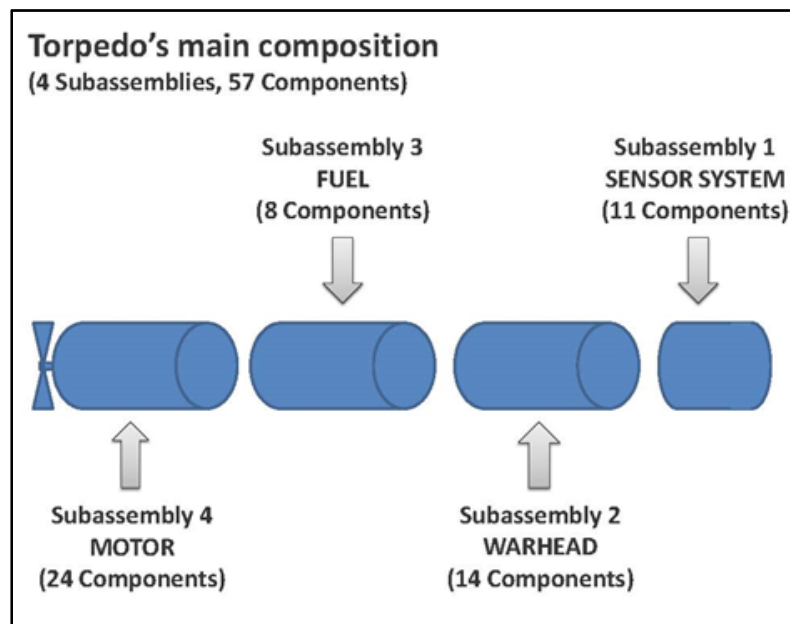 Torpedo's main composition
(4 Subassemblies, 57 Components)
Subassembly 3
FUEL
(8 Components)
Subassembly 1
SENSOR SYSTEM
(11 Components)
Subassembly 4
MOTOR
(24 Components)
Subassembly 2
WARHEAD
(14 Components)